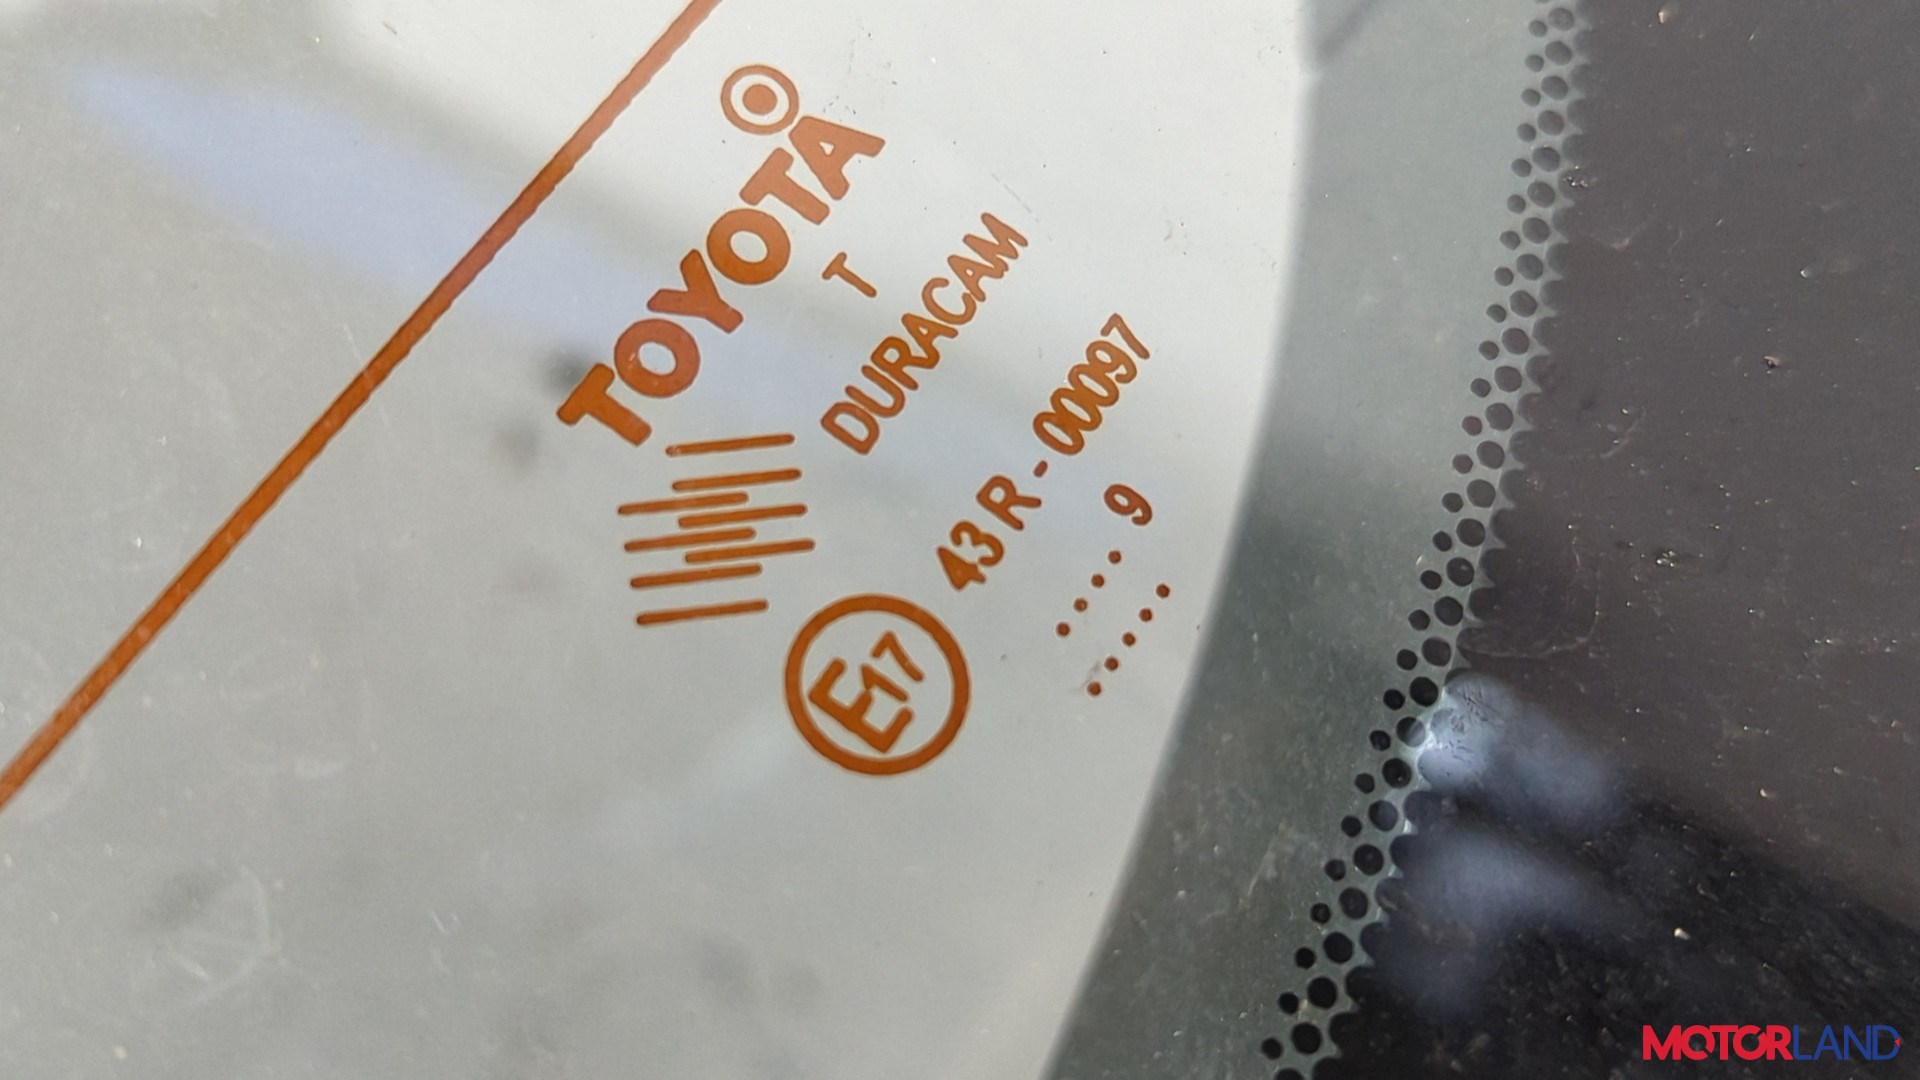 TOYOTA
T
DURACAM
E17
43R-00097
....9
.....
MOTORLAND